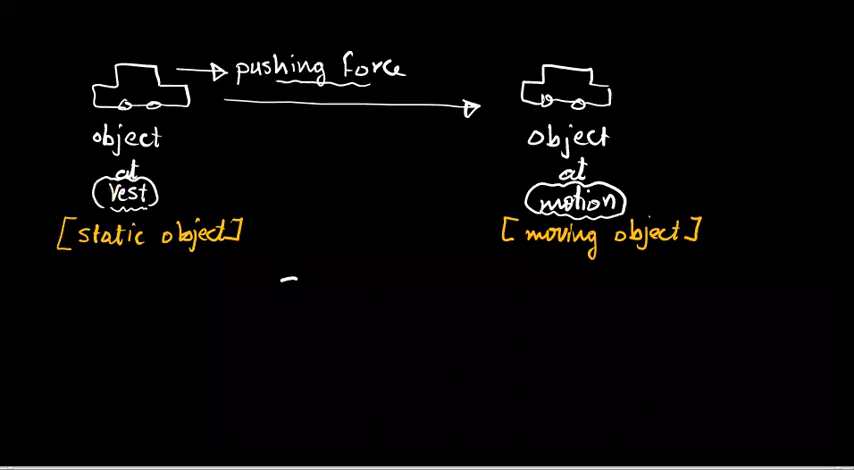 pushing force
object
at
rest
[static object]
object
at
motion
[moving object]